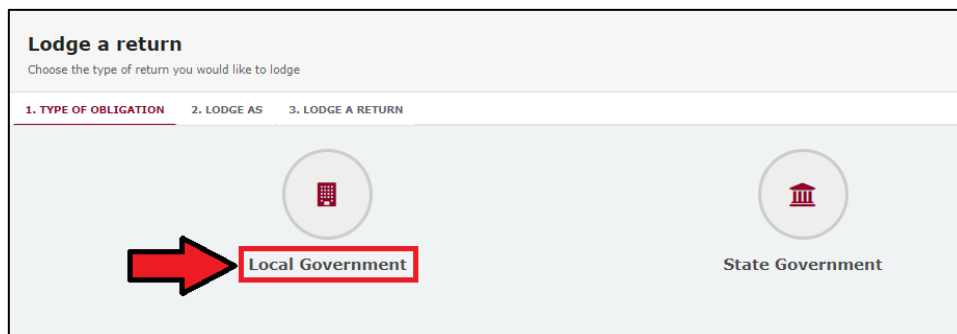 Lodge a return
Choose the type of return you would like to lodge
1. TYPE OF OBLIGATION 2. LODGE AS 3. LODGE A RETURN
Local Government State Government